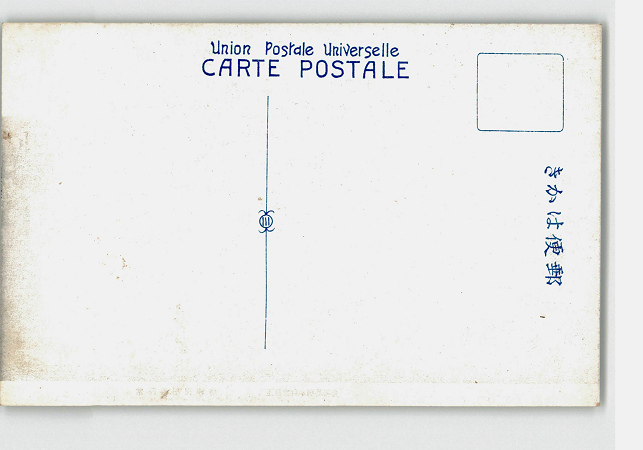 Union Postale Universelle
CARTE POSTALE
きかは便郵